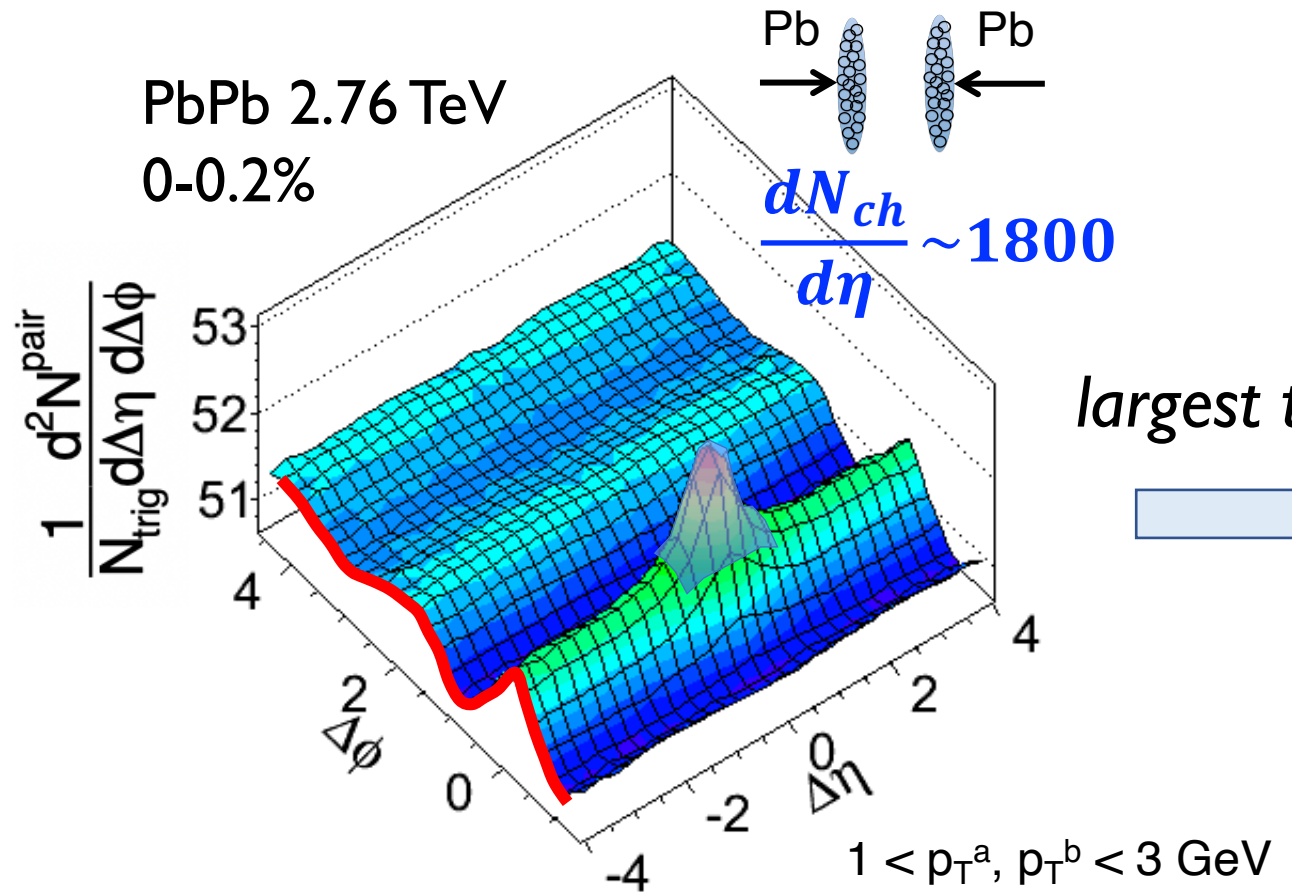 Pb Pb
PbPb 2.76 TeV
0-0.2%
dN_ch
dη
~1800
1 d²N^pair
N_trig dΔη dΔφ
53
52
51
largest t
4
2
0
Δφ
4
2
0
-2
-4
Δη
1 < p_T^a, p_T^b < 3 GeV